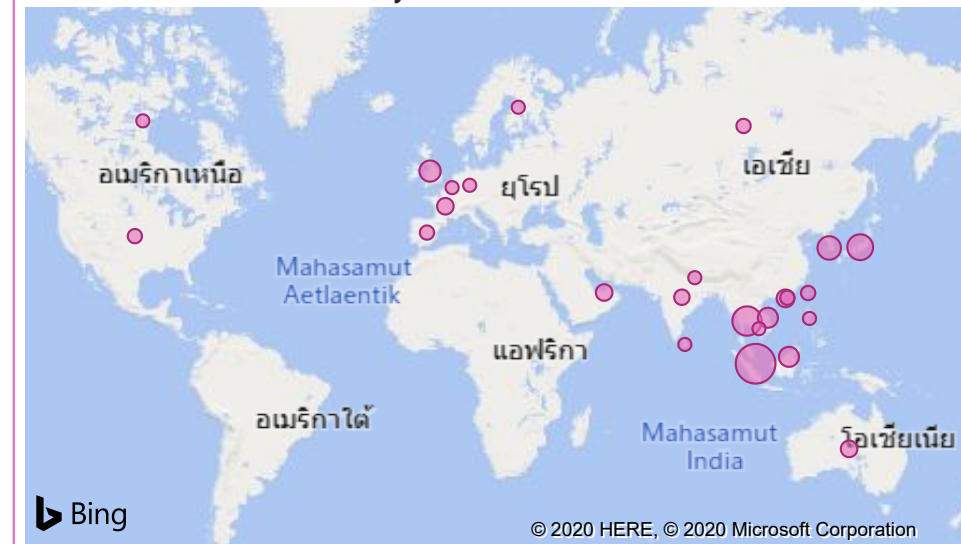 อเมริกาเหนือ
เอเชีย
ยุโรป
Mahasamut
Aetlaentik
แอฟริกา
อเมริกาใต้
Mahasamut
India
โอเชียเนีย
Bing
© 2020 HERE, © 2020 Microsoft Corporation